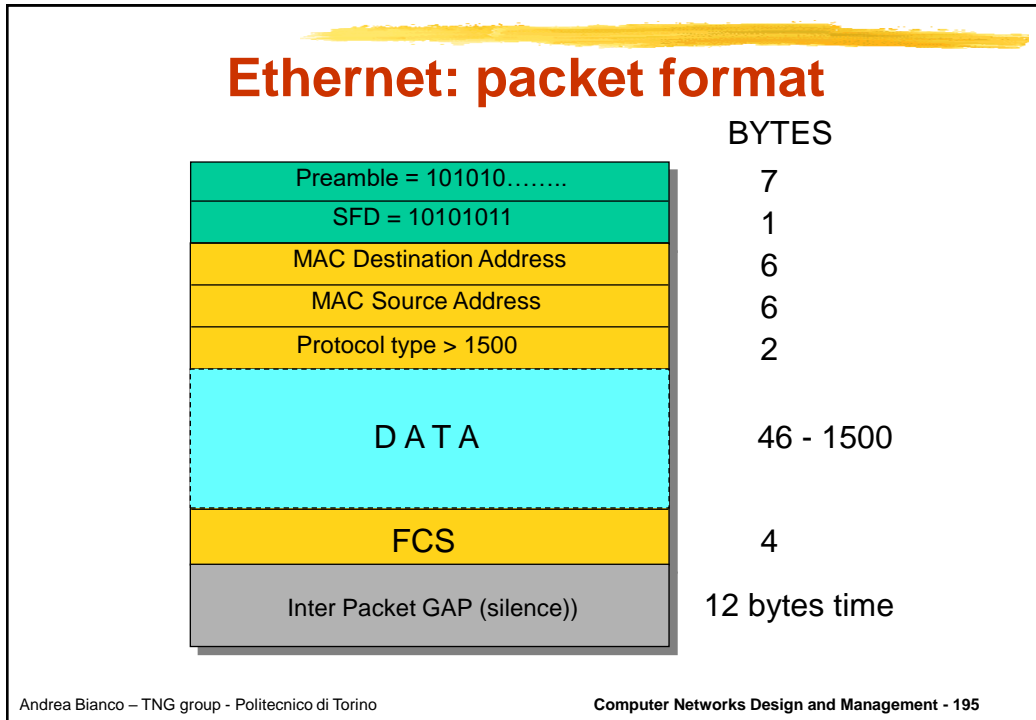 Ethernet: packet format
BYTES
Preamble = 101010…….. 7
SFD = 10101011 1
MAC Destination Address 6
MAC Source Address 6
Protocol type > 1500 2
D A T A 46 - 1500
FCS 4
Inter Packet GAP (silence)) 12 bytes time
Andrea Bianco – TNG group - Politecnico di Torino Computer Networks Design and Management - 195